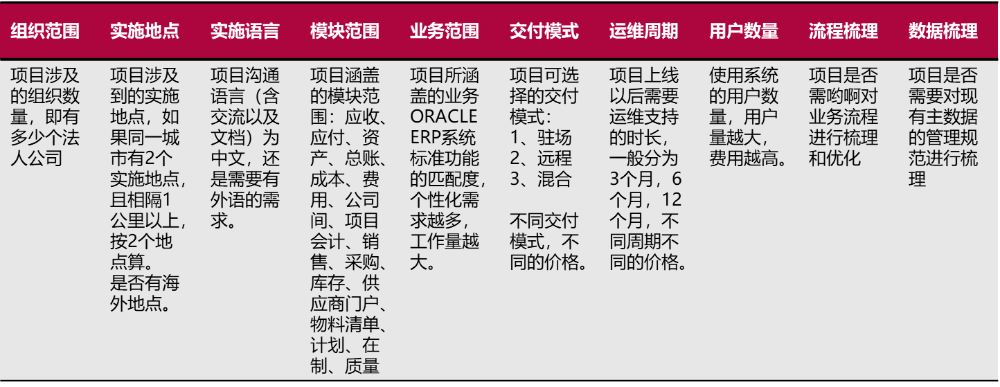 组织范围
实施地点
实施语言
模块范围
业务范围
交付模式
运维周期
用户数量
流程梳理
数据梳理
项目涉及
的组织数
量，即有
多少个法
人公司
项目涉及
到的实施
地点，如
果同一城
市有2个
实施地点，
且相隔1
公里以上，
按2个地
点算。
是否有海
外地点。
项目沟通
语言（含
交流以及
文档）为
中文，还
是需要有
外语的需
求。
项目涵盖
的模块范
围：应收、
应付、资
产、总账、
成本、费
用、公司
间、项目
会计、销
售、采购、
库存、供
应商门户、
物料清单、
计划、在
制、质量
项目所涵
盖的业务
ORACLE
ERP系统
标准功能
的匹配度，
个性化需
求越多，
工作量越
大。
项目可选
择的交付
模式：
1、驻场
2、远程
3、混合
不同交付
模式，不
同的价格。
项目上线
以后需要
运维支持
的时长，
一般分为
3个月，6
个月，12
个月，不
同周期不
同的价格。
使用系统
的用户数
量，用户
量越大，
费用越高。
项目是否
需哟啊对
业务流程
进行梳理
和优化
项目是否
需要对现
有主数据
的管理规
范进行梳
理